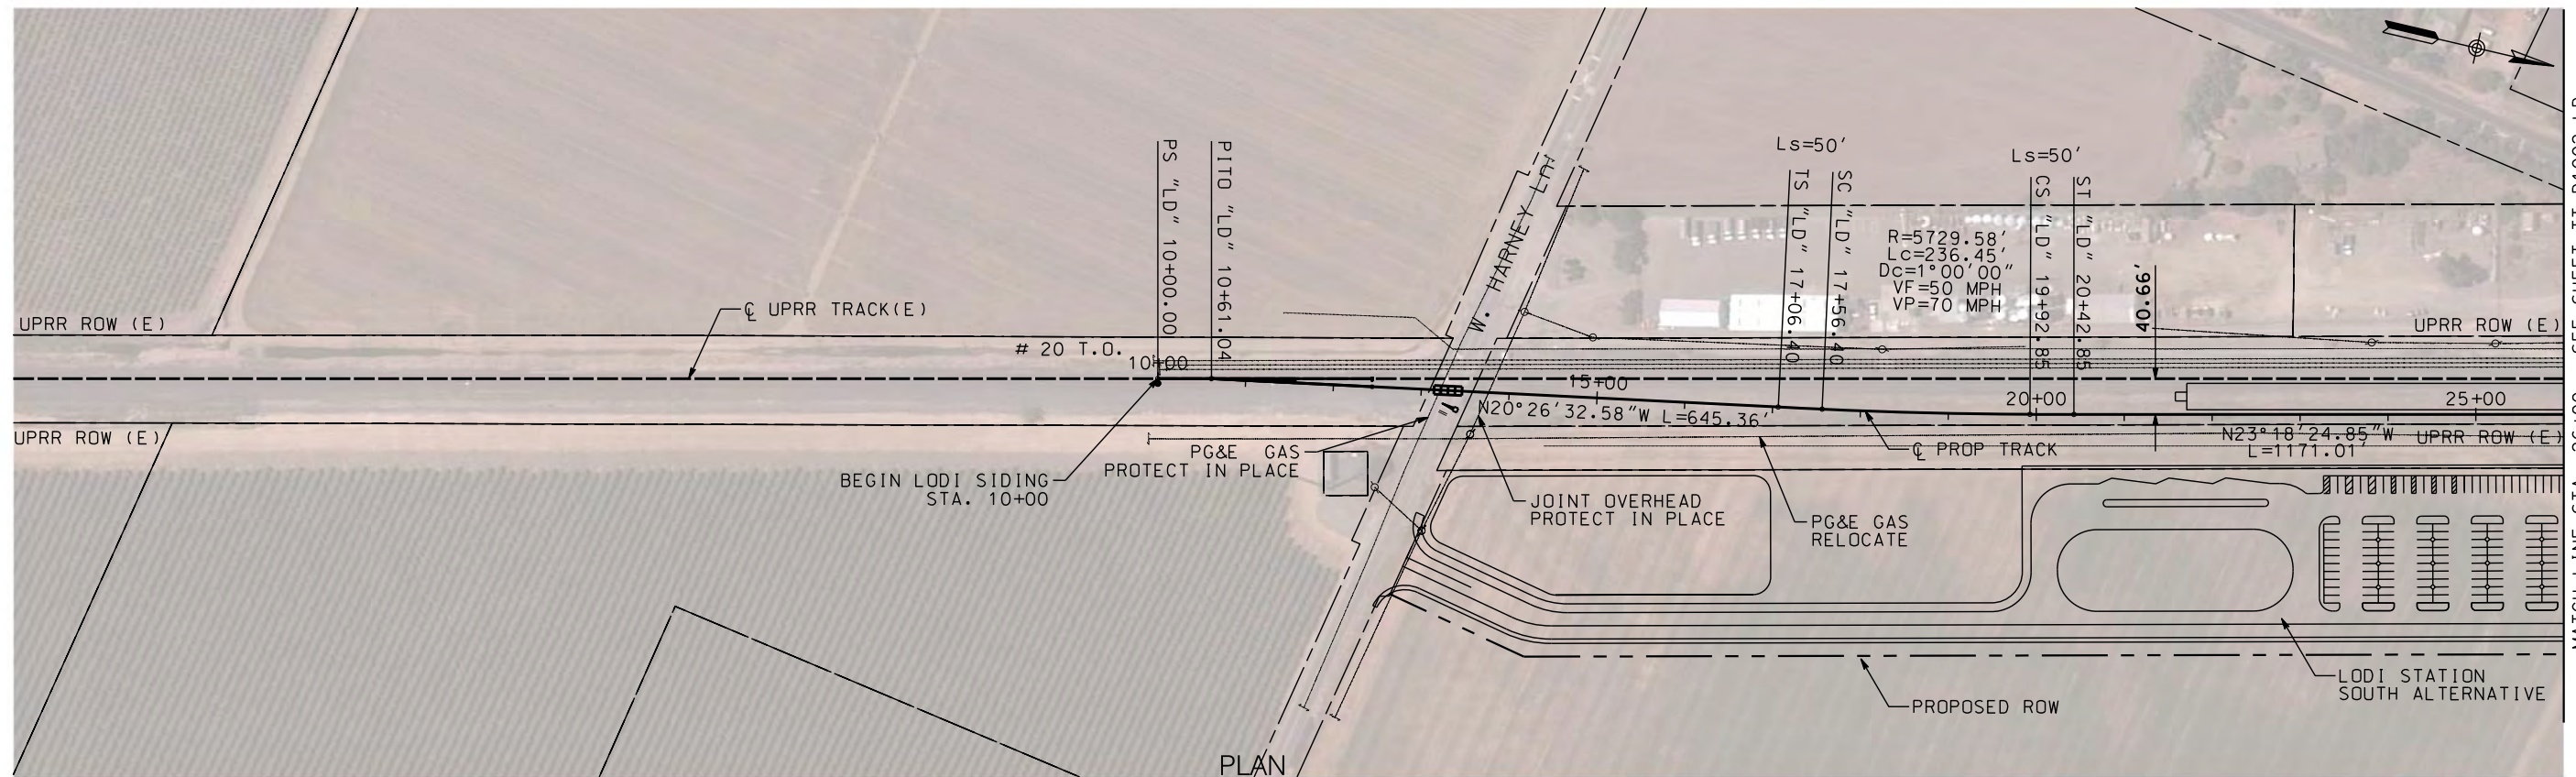 PS "LD" 10+00.00
PITO "LD" 10+61.04
W. HARNEY LN
Ls=50'
TS "LD" 17+06.40
SC "LD" 17+56.40
R=5729.58'
Lc=236.45'
Dc=1°00'00"
VF=50 MPH
VP=70 MPH
Ls=50'
CS "LD" 19+92.85
ST "LD" 20+42.85
40.66'
UPRR ROW (E)
℄ UPRR TRACK(E)
# 20 T.O.
10+00
15+00
20+00
25+00
UPRR ROW (E)
UPRR ROW (E)
N20°26'32.58"W L=645.36'
℄ PROP TRACK
N23°18'24.85"W
L=1171.01'
UPRR ROW (E)
PG&E GAS
PROTECT IN PLACE
BEGIN LODI SIDING
STA. 10+00
JOINT OVERHEAD
PROTECT IN PLACE
PG&E GAS
RELOCATE
LODI STATION
SOUTH ALTERNATIVE
PROPOSED ROW
PLAN